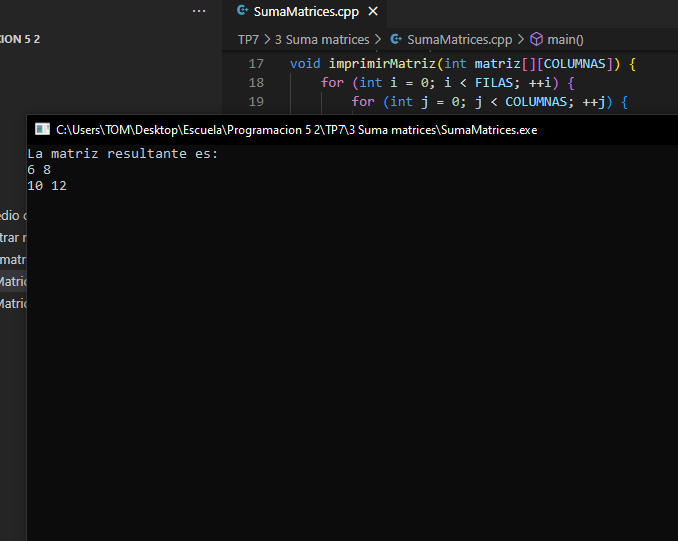 ...
SumaMatrices.cpp ×
ION 5 2
TP7 > 3 Suma matrices > SumaMatrices.cpp > main()
17 void imprimirMatriz(int matriz[][COLUMNAS]) {
18 for (int i = 0; i < FILAS; ++i) {
19 for (int j = 0; j < COLUMNAS; ++j) {
C:\Users\TOM\Desktop\Escuela\Programacion 5 2\TP7\3 Suma matrices\SumaMatrices.exe
La matriz resultante es:
6 8
10 12
edio
trar
matr
Matric
Matric